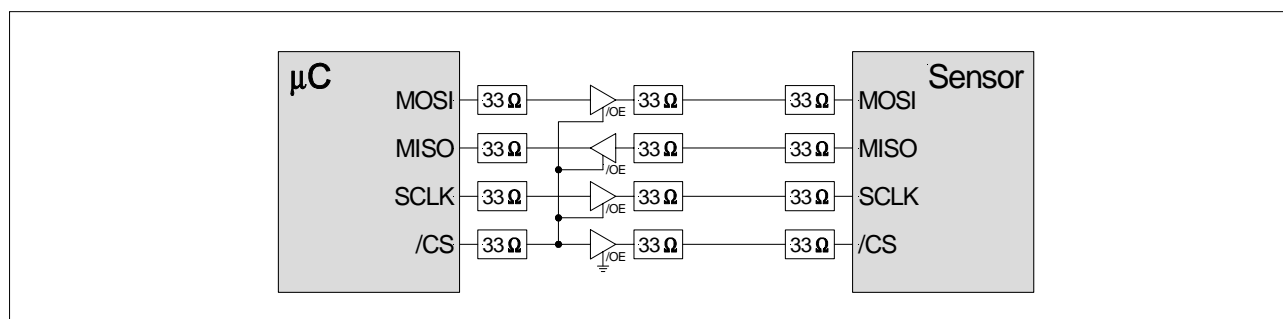 μC Sensor
MOSI 33 Ω /OE 33 Ω 33 Ω MOSI
MISO 33 Ω /OE 33 Ω 33 Ω MISO
SCLK 33 Ω /OE 33 Ω 33 Ω SCLK
/CS 33 Ω /OE 33 Ω 33 Ω /CS